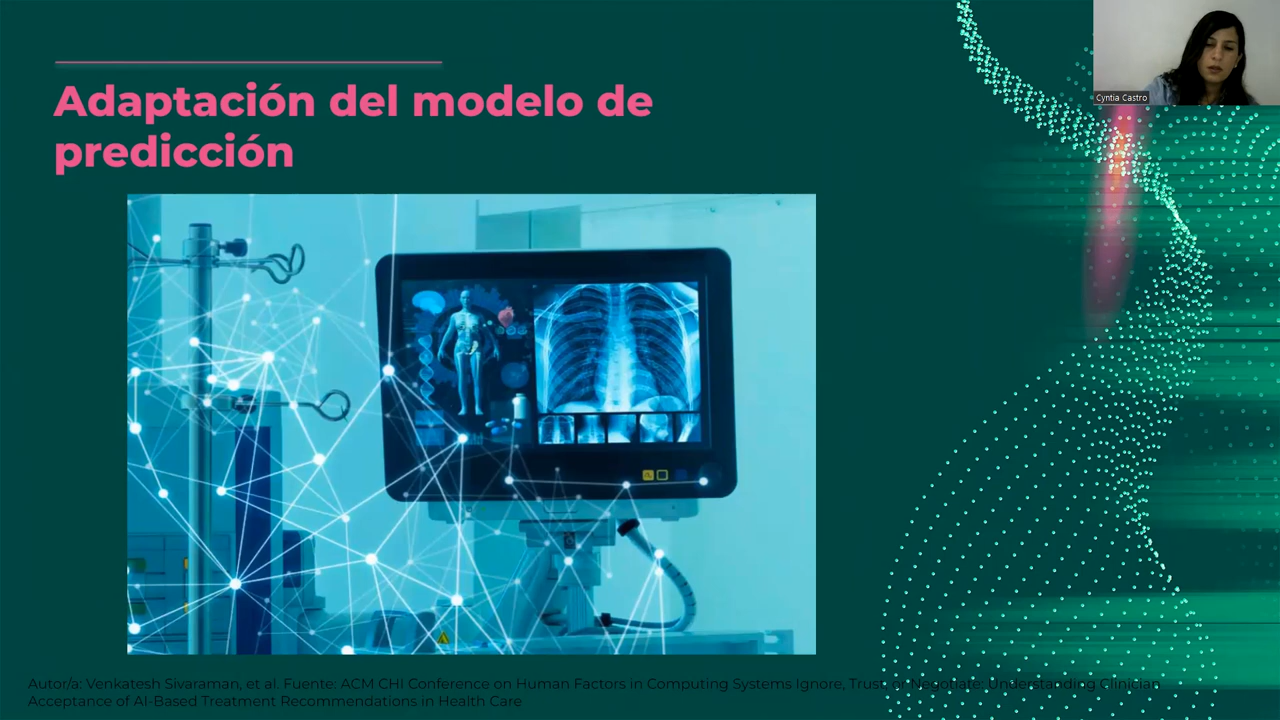 Adaptación del modelo de
predicción
Cyntia Castro
Autor/a: Venkatesh Sivaraman, et al. Fuente: ACM CHI Conference on Human Factors in Computing Systems Ignore, Trust, or Negotiate: Understanding Clinician
Acceptance of AI-Based Treatment Recommendations in Health Care